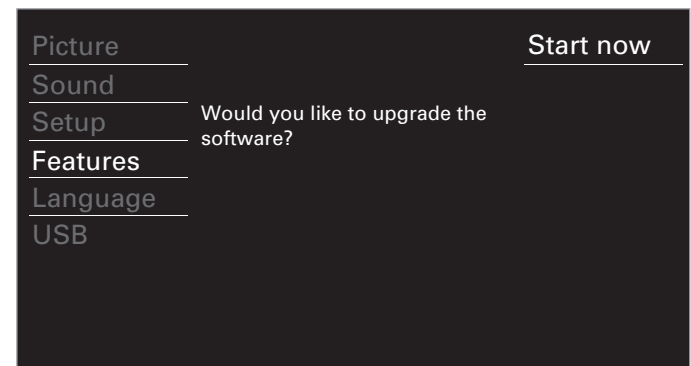 Picture
Sound
Setup
Features
Language
USB
Would you like to upgrade the
software?
Start now